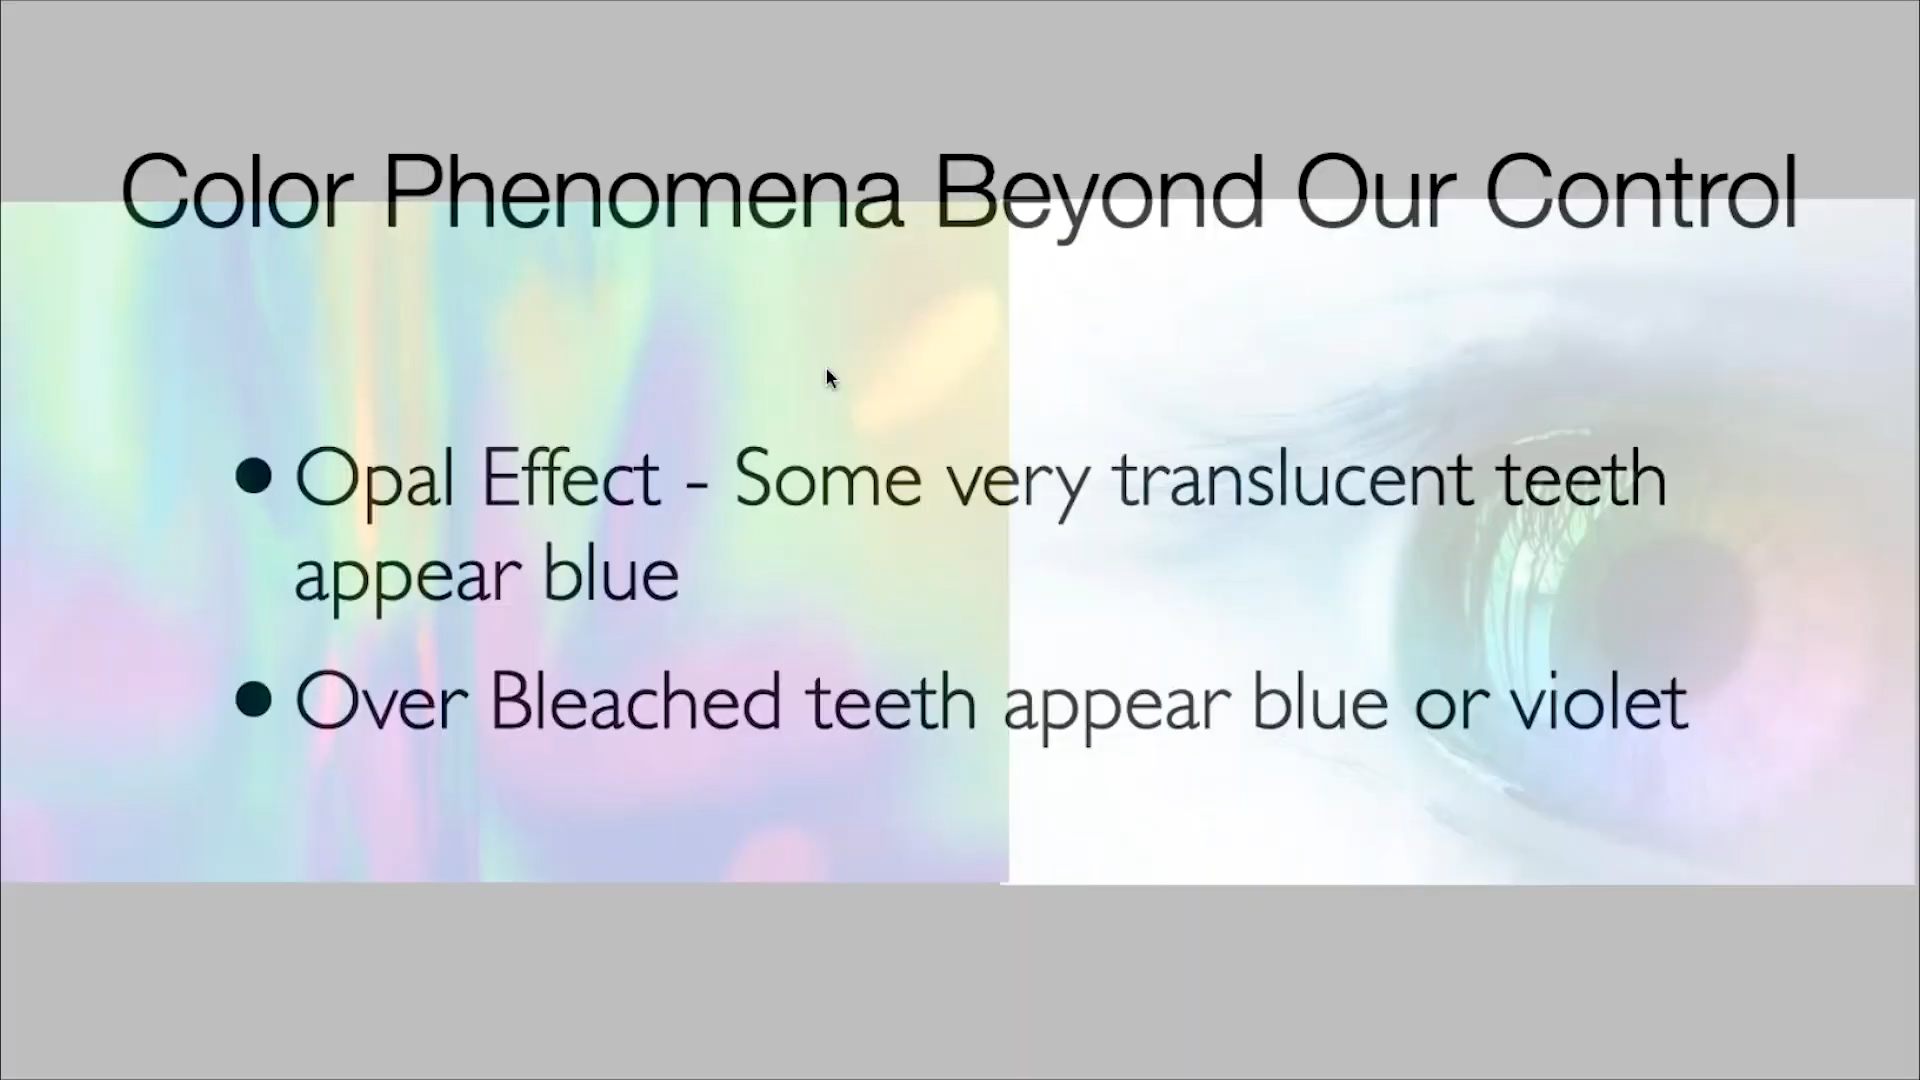 Color Phenomena Beyond Our Control
• Opal Effect - Some very translucent teeth
appear blue
• Over Bleached teeth appear blue or violet